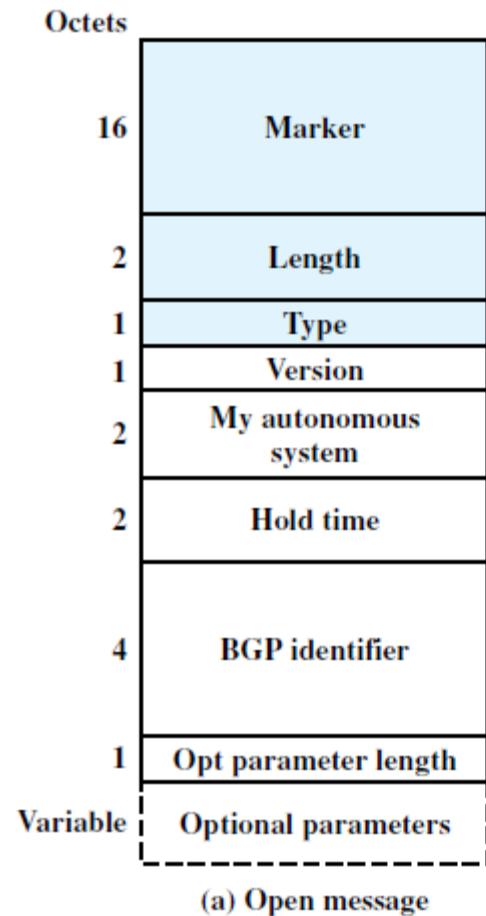 Octets
16 Marker
2 Length
1 Type
1 Version
2 My autonomous
system
2 Hold time
4 BGP identifier
1 Opt parameter length
Variable Optional parameters
(a) Open message